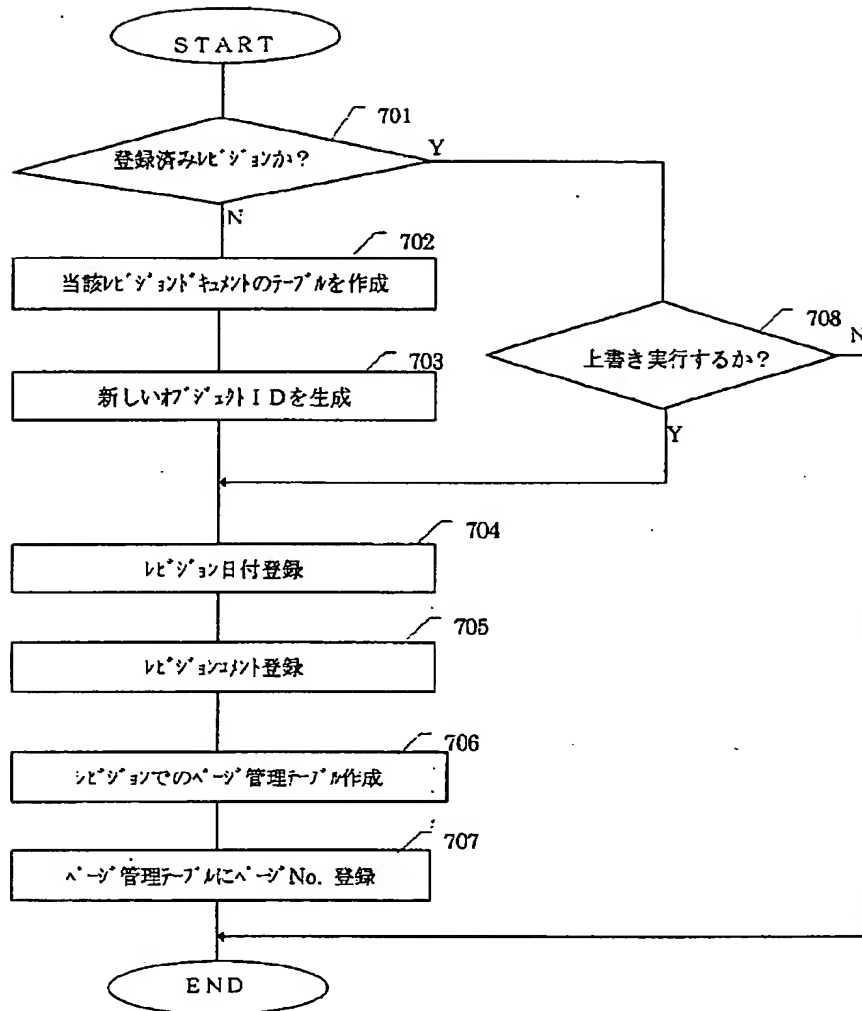 START
701
登録済みﾚﾋﾞｼﾞｮﾝか？
Y
N
702
当該ﾚﾋﾞｼﾞｮﾝﾄﾞｷｭﾒﾝﾄのテーブルを作成
708
上書き実行するか？
N
703
新しいｵﾌﾞｼﾞｪｸﾄＩＤを生成
Y
704
ﾚﾋﾞｼﾞｮﾝ日付登録
705
ﾚﾋﾞｼﾞｮﾝｺﾒﾝﾄ登録
706
ﾚﾋﾞｼﾞｮﾝでのﾍﾟｰｼﾞ管理ﾃｰﾌﾞﾙ作成
707
ﾍﾟｰｼﾞ管理テーブルにﾍﾟｰｼﾞNo. 登録
END